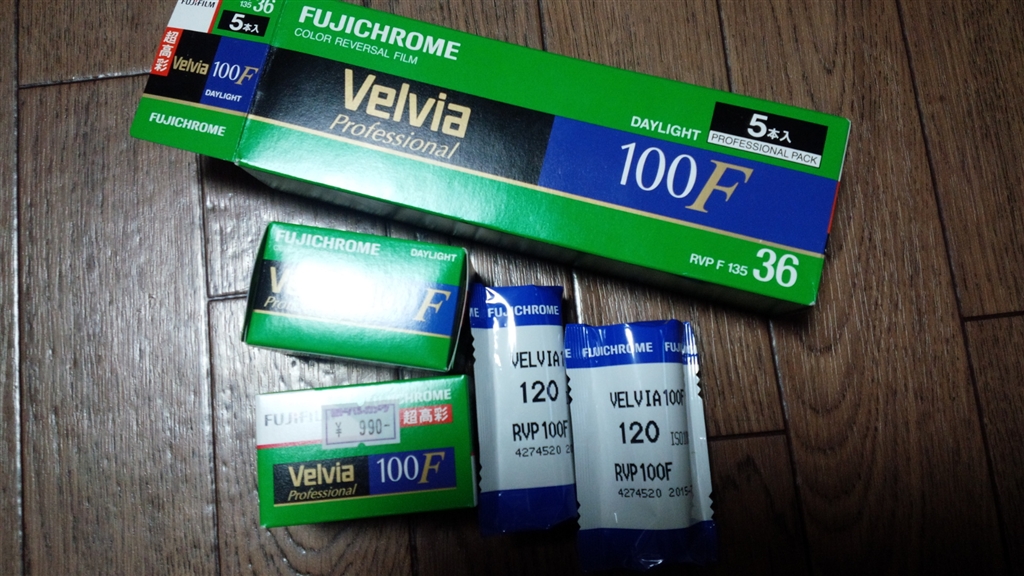 FUJIFILM
135 36
5本入
超高彩
Velvia
100F
DAYLIGHT
FUJICHROME
FUJICHROME
COLOR REVERSAL FILM
Velvia
Professional
DAYLIGHT
5本入
PROFESSIONAL PACK
100F
RVP F 135 36
FUJICHROME
DAYLIGHT
F
¥ 990-
超高彩
Velvia
Professional
100F
FUJICHROME
VELVIA
120
RVP100F
4274520
FUJICHROME
VELVIA100F
120
RVP100F
4274520 2015